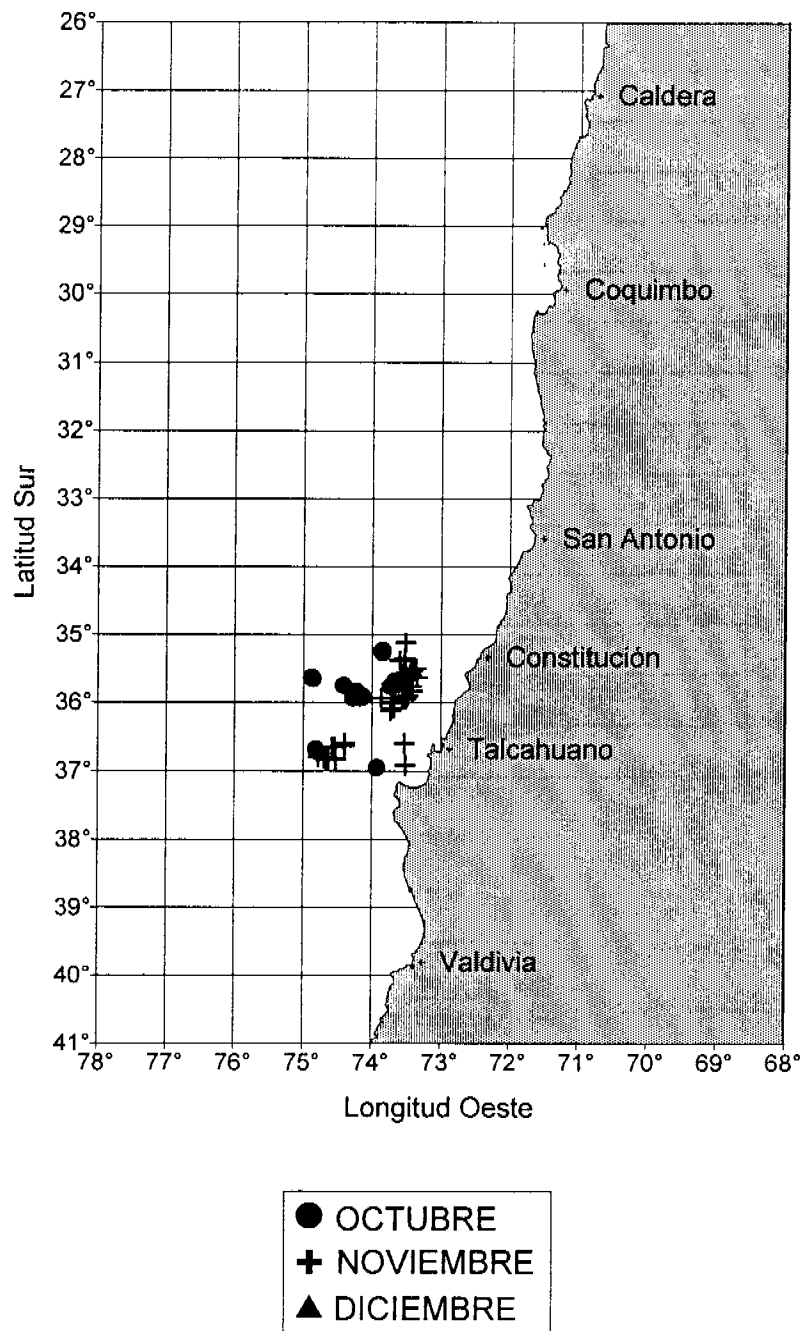 26°
27°
Caldera
28°
29°
30°
Coquimbo
31°
32°
Latitud Sur
33°
San Antonio
34°
35°
Constitución
36°
Talcahuano
37°
38°
39°
Valdivia
40°
41°
78° 77° 76° 75° 74° 73° 72° 71° 70° 69° 68°
Longitud Oeste
OCTUBRE
NOVIEMBRE
DICIEMBRE